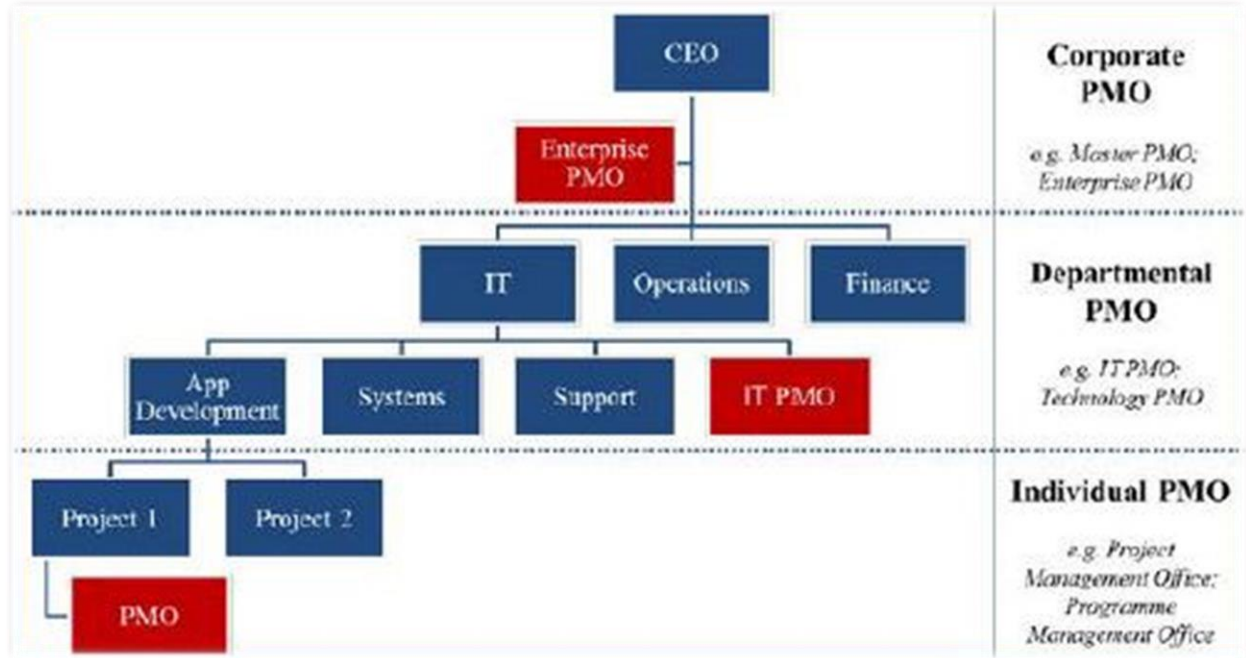 CEO
Corporate
PMO
Enterprise
PMO
e.g. Master PMO;
Enterprise PMO
IT
Operations
Finance
Departmental
PMO
App
Development
Systems
Support
IT PMO
e.g. IT PMO;
Technology PMO
Project 1
Project 2
Individual PMO
PMO
e.g. Project
Management Office;
Programme
Management Office